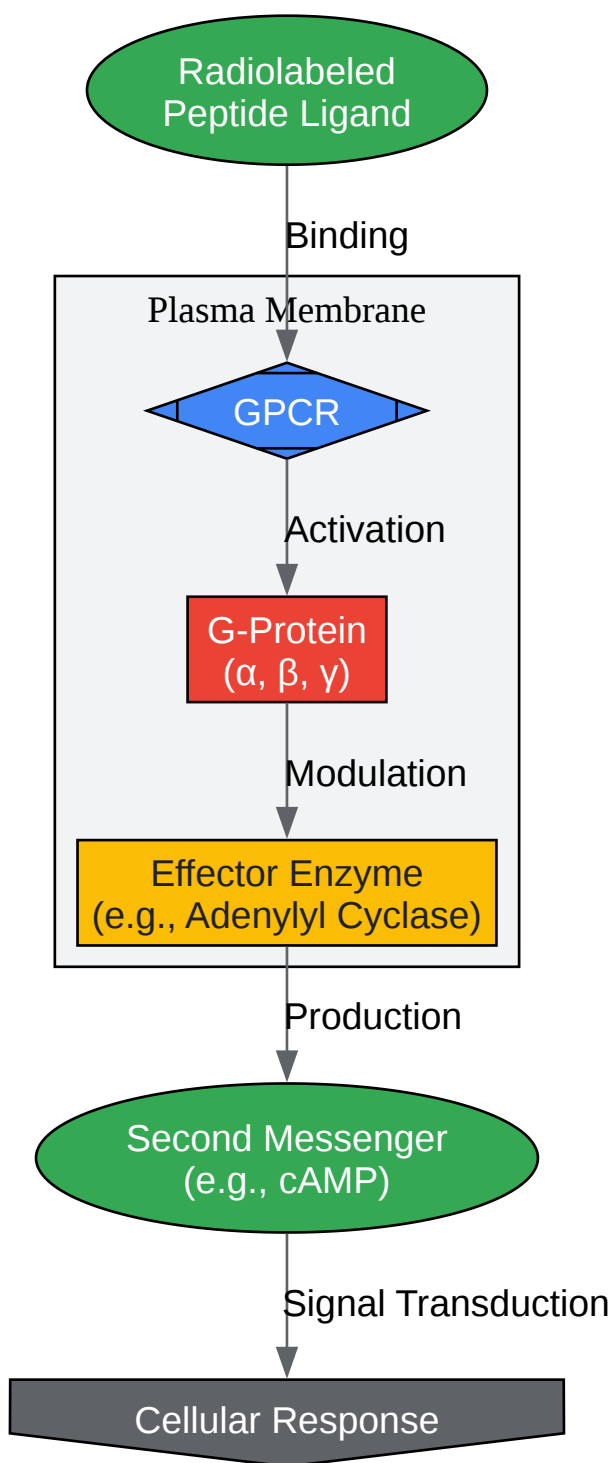 Radiolabeled
Peptide Ligand
Binding
Plasma Membrane
GPCR
Activation
G-Protein
(α, β, γ)
Modulation
Effector Enzyme
(e.g., Adenylyl Cyclase)
Production
Second Messenger
(e.g., cAMP)
Signal Transduction
Cellular Response